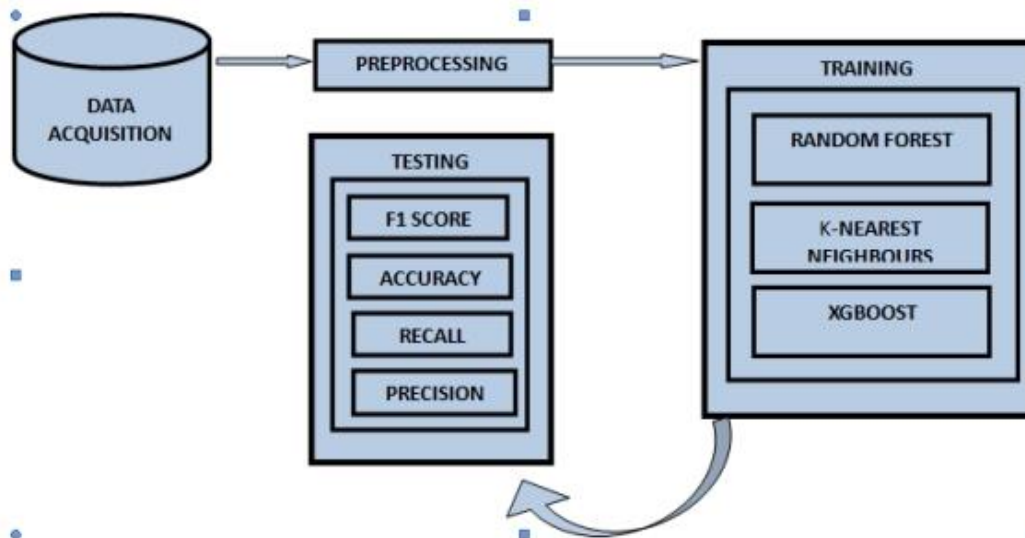 DATA
ACQUISITION
PREPROCESSING
TRAINING
RANDOM FOREST
K-NEAREST
NEIGHBOURS
XGBOOST
TESTING
F1 SCORE
ACCURACY
RECALL
PRECISION